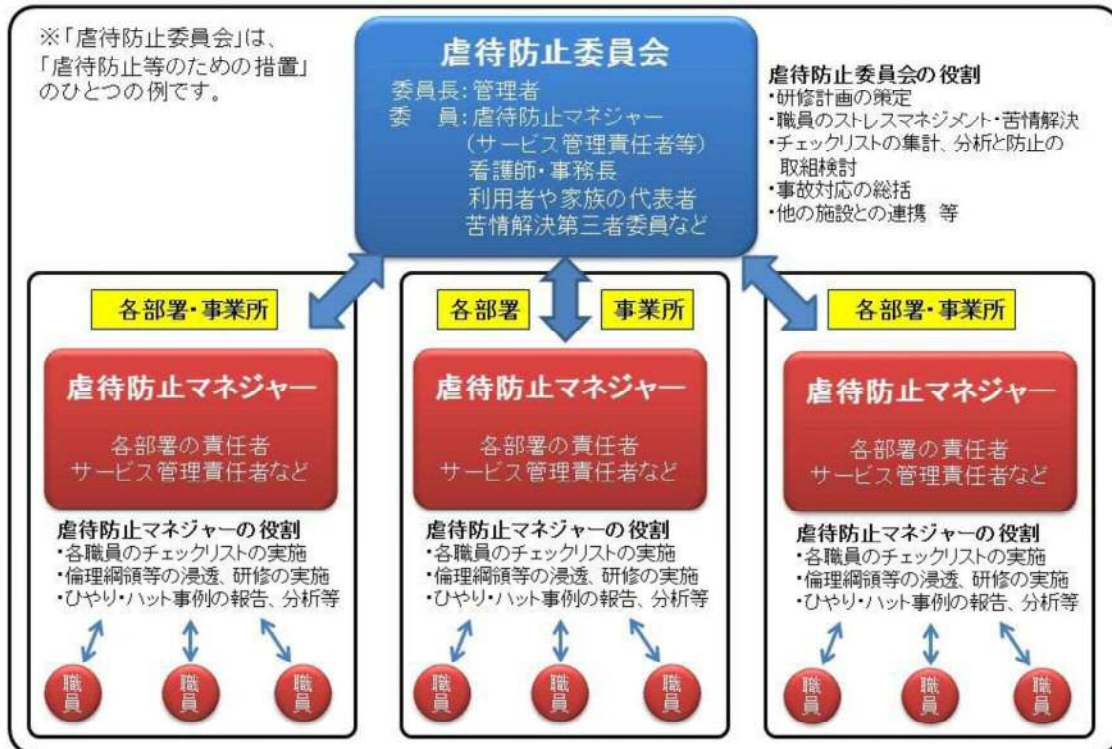 ※「虐待防止委員会」は、
「虐待防止等のための措置」
のひとつの例です。
虐待防止委員会
委員長:管理者
委　員:虐待防止マネジャー
(サービス管理責任者等)
看護師・事務長
利用者や家族の代表者
苦情解決第三者委員など
虐待防止委員会の役割
・研修計画の策定
・職員のストレスマネジメント・苦情解決
・チェックリストの集計、分析と防止の
取組検討
・事故対応の総括
・他の施設との連携 等
各部署・事業所
虐待防止マネジャー
各部署の責任者
サービス管理責任者など
虐待防止マネジャーの役割
・各職員のチェックリストの実施
・倫理綱領等の浸透、研修の実施
・ひやり・ハット事例の報告、分析等
職員
職員
職員
各部署
事業所
虐待防止マネジャー
各部署の責任者
サービス管理責任者など
虐待防止マネジャーの役割
・各職員のチェックリストの実施
・倫理綱領等の浸透、研修の実施
・ひやり・ハット事例の報告、分析等
職員
職員
職員
各部署・事業所
虐待防止マネジャー
各部署の責任者
サービス管理責任者など
虐待防止マネジャーの役割
・各職員のチェックリストの実施
・倫理綱領等の浸透、研修の実施
・ひやり・ハット事例の報告、分析等
職員
職員
職員